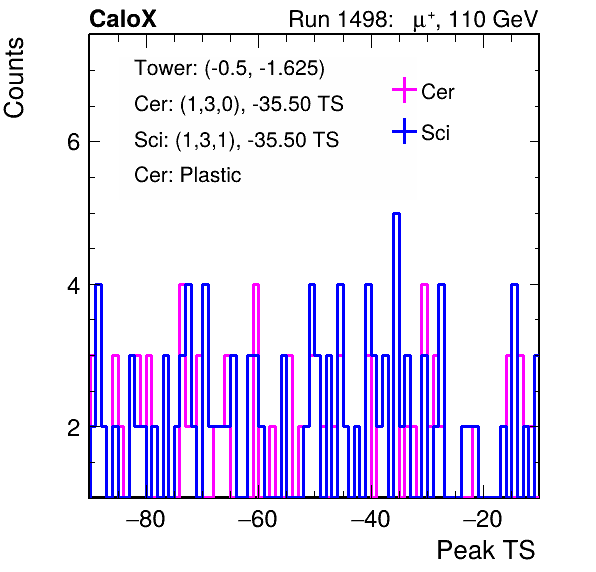 CaloX Run 1498: μ⁺, 110 GeV
Counts
Tower: (-0.5, -1.625)
Cer: (1,3,0), -35.50 TS
Sci: (1,3,1), -35.50 TS
Cer: Plastic
Cer
Sci
6
4
2
−80 −60 −40 −20
Peak TS